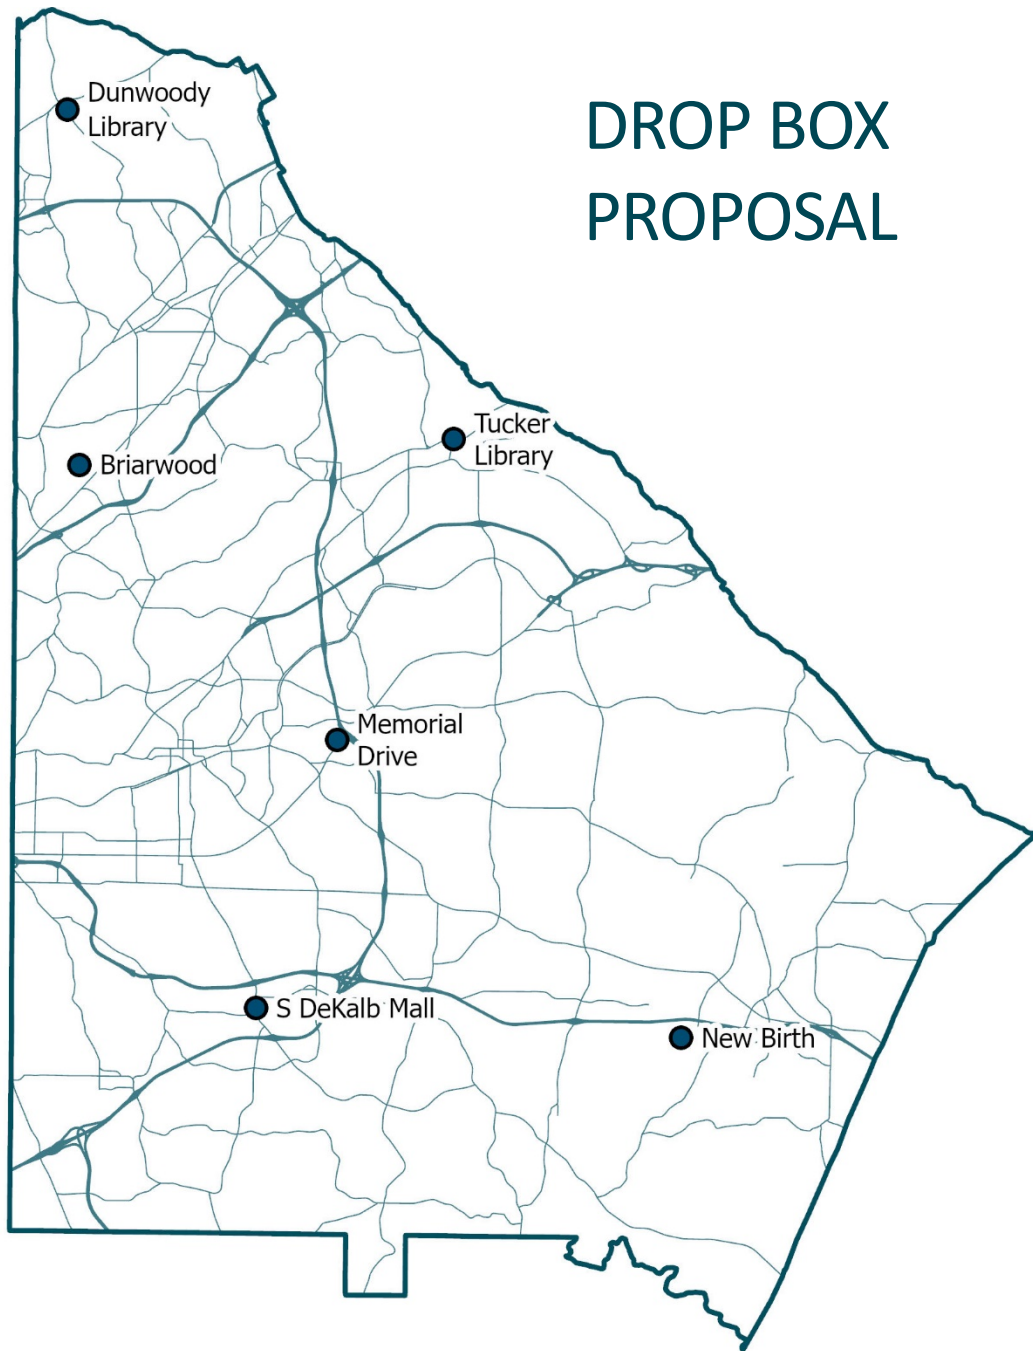 Dunwoody
Library
DROP BOX
PROPOSAL
Tucker
Library
Briarwood
Memorial
Drive
S DeKalb Mall
New Birth